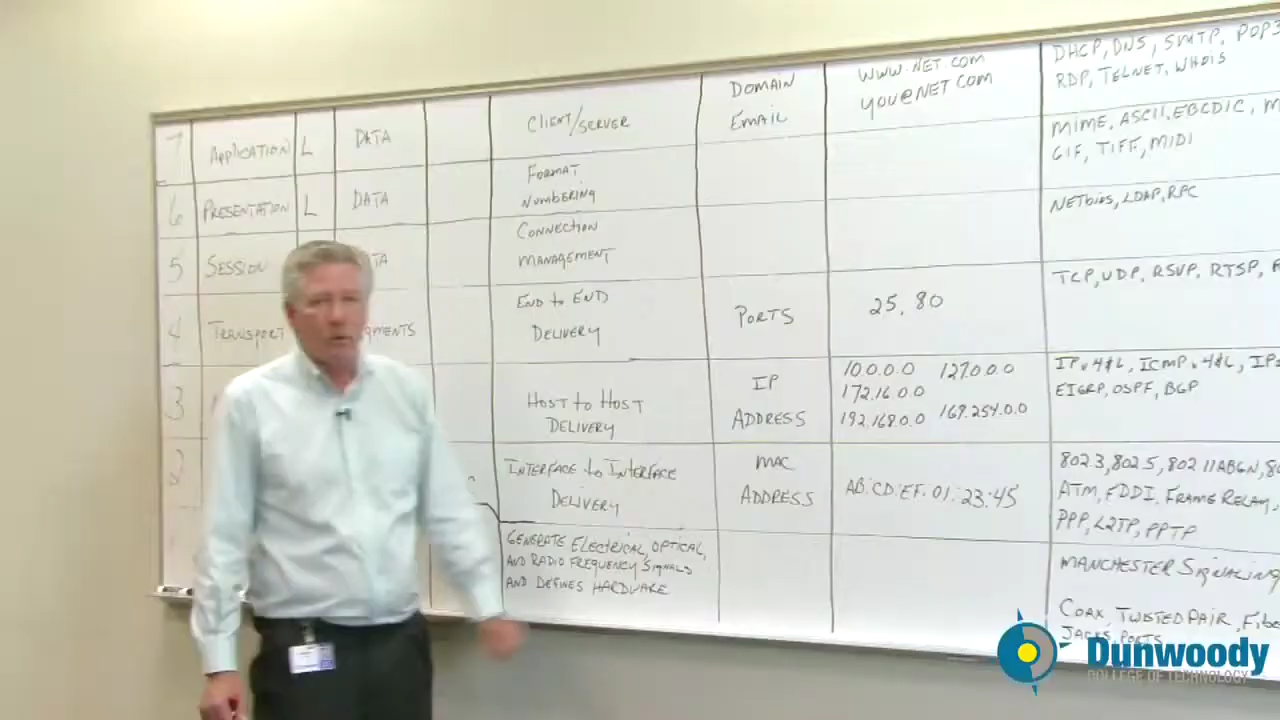 7 APPLICATION L DATA CLIENT/SERVER DOMAIN EMAIL WWW.NET.COM YOU@NET.COM DHCP, DNS, SMTP, POP3
RDP, TELNET, WHOIS
6 PRESENTATION L DATA FORMAT NUMBERING MIME, ASCII, EBCDIC,
GIF, TIFF, MIDI
5 SESSION CONNECTION MANAGEMENT NETbios, LDAP, RPC
4 TRANSPORT END to END DELIVERY PORTS 25, 80 TCP, UDP, RSVP, RTSP,
3 HOST to HOST DELIVERY IP ADDRESS 10.0.0.0 127.0.0.0
172.16.0.0
192.168.0.0 169.254.0.0
ICMP
EIGRP, OSPF, BGP
2 INTERFACE to INTERFACE DELIVERY MAC ADDRESS AB:CD:EF:01:23:45 802.3, 802.5, 802.11ABGN,
ATM, FDDI, FRAME RELAY,
PPP, L2TP, PPTP
GENERATE ELECTRICAL, OPTICAL,
AND RADIO FREQUENCY SIGNALS
AND DEFINES HARDWARE
MANCHESTER SIGNALING
COAX, TWISTED PAIR,
JACKS, PORTS
Dunwoody
COLLEGE OF TECHNOLOGY